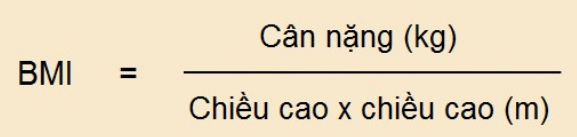 Cân nặng (kg)
BMI =
Chiều cao x chiều cao (m)